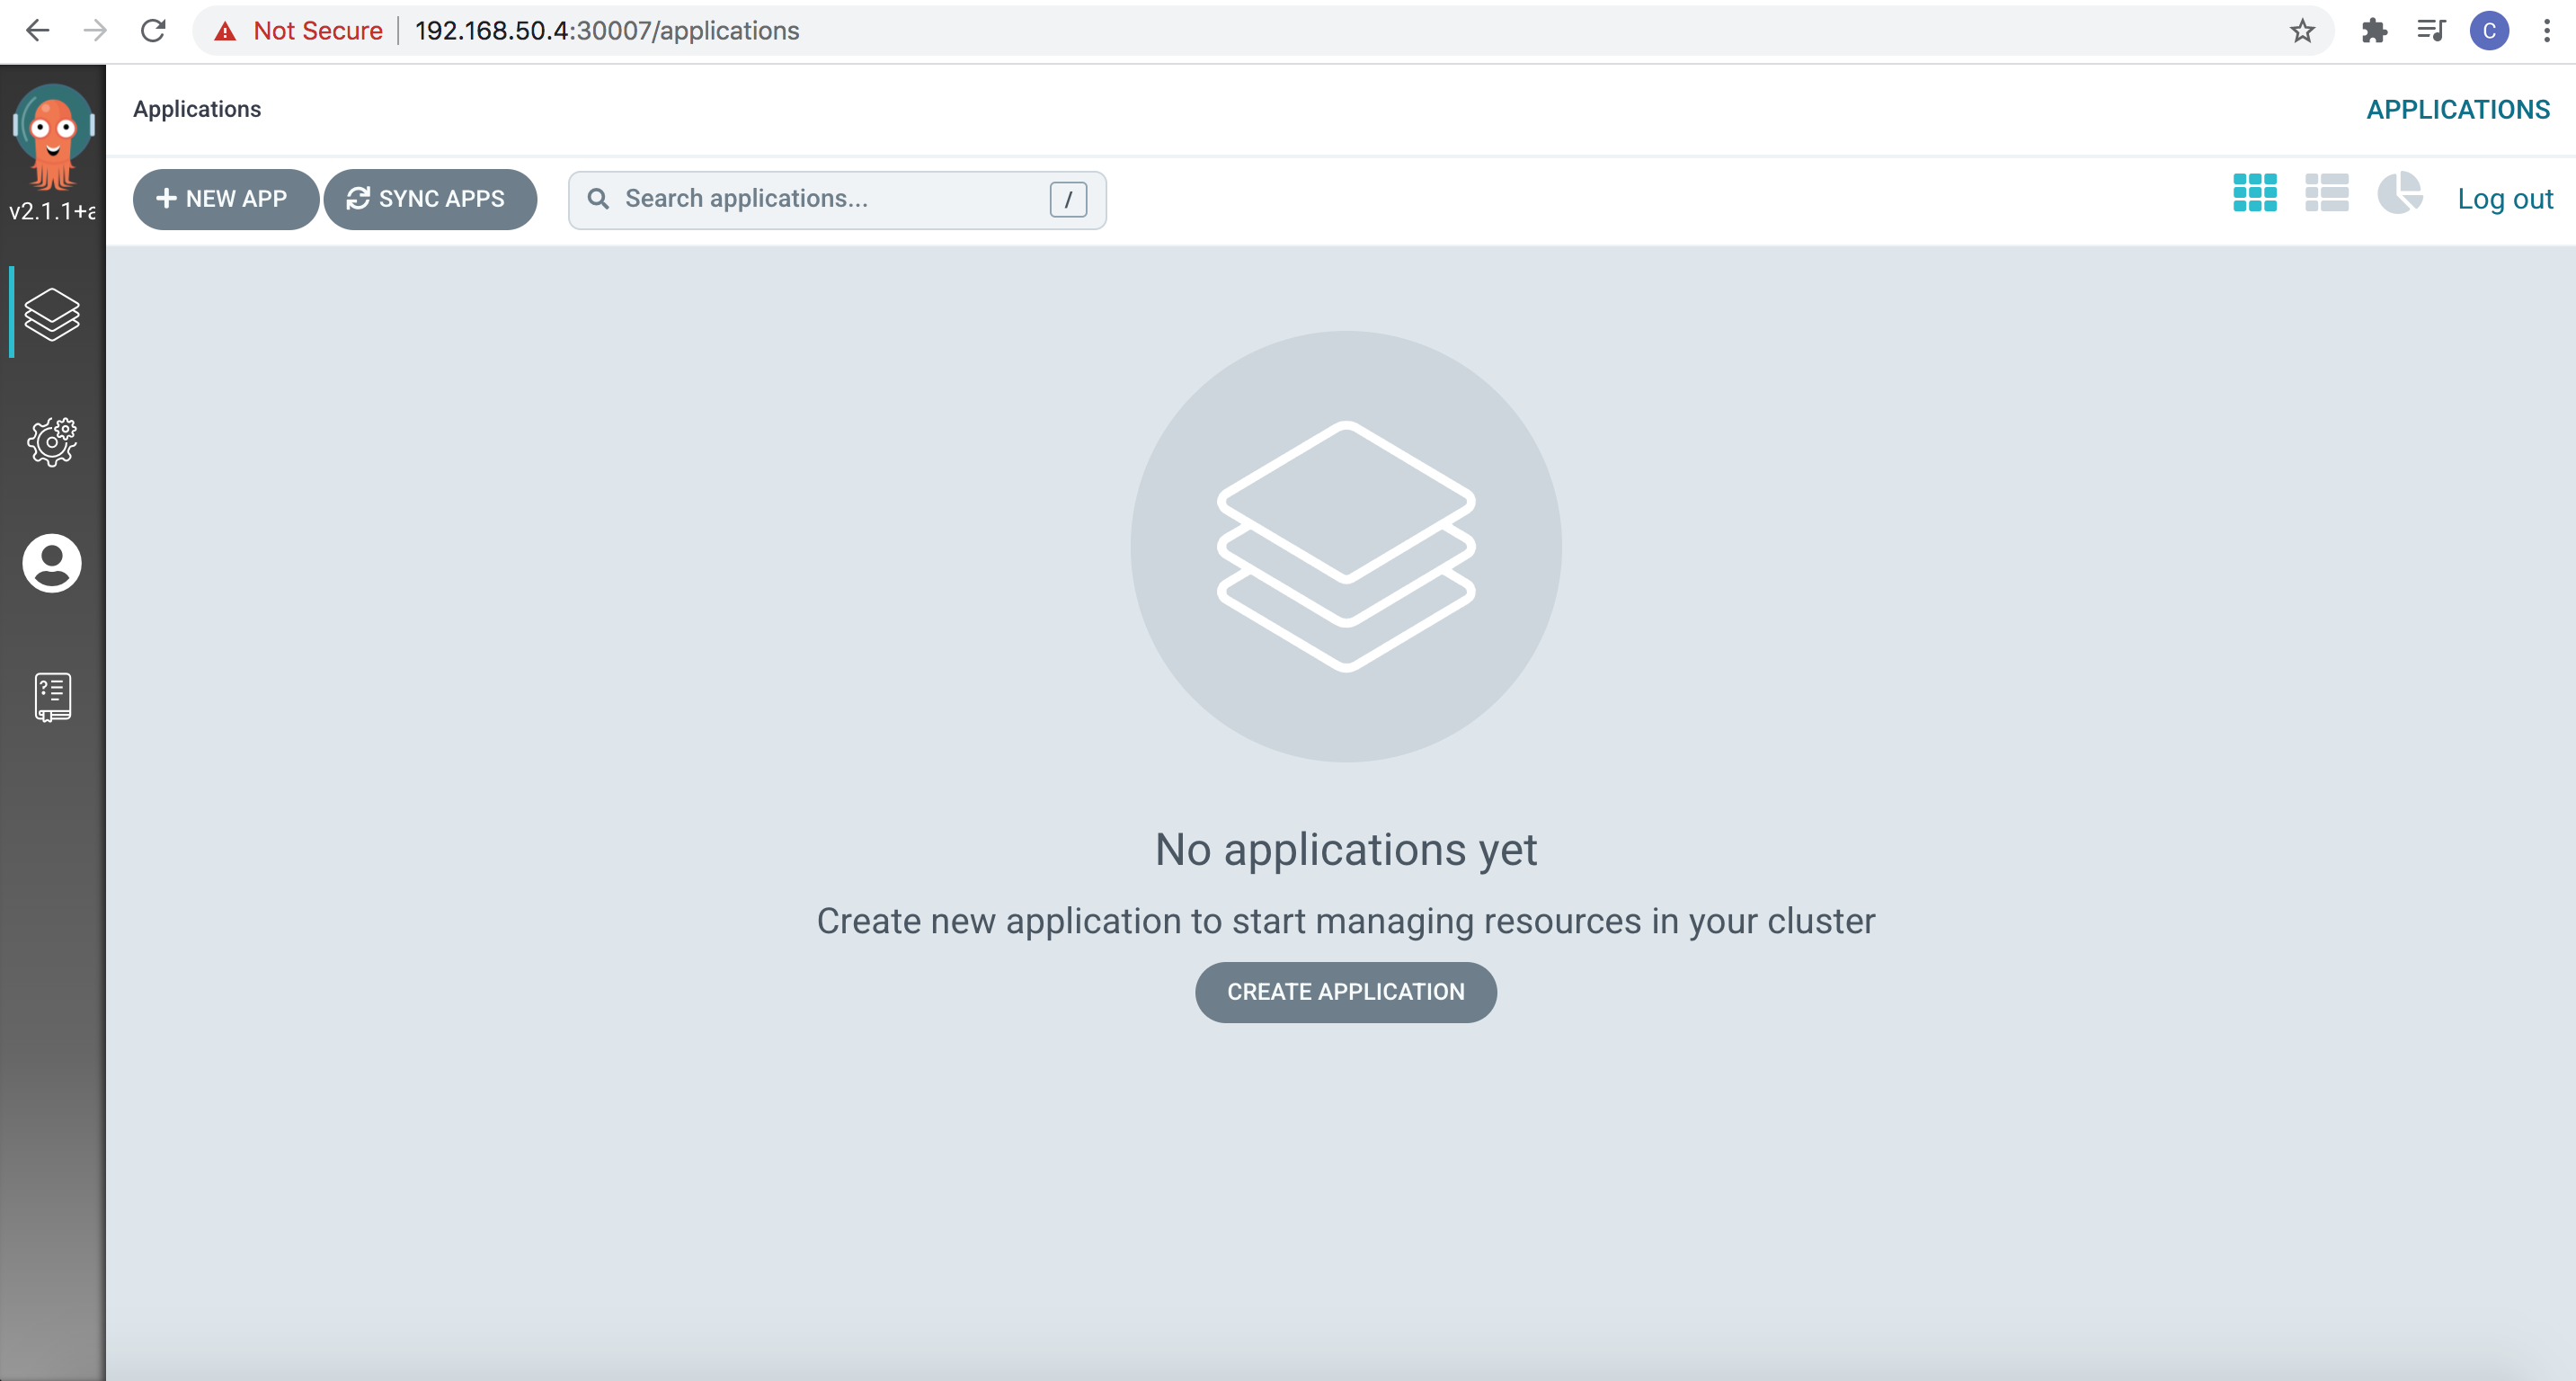 Not Secure
192.168.50.4:30007/applications
C
Applications
APPLICATIONS
NEW APP
SYNC APPS
Search applications...
/
Log out
v2.1.1+a
No applications yet
Create new application to start managing resources in your cluster
CREATE APPLICATION